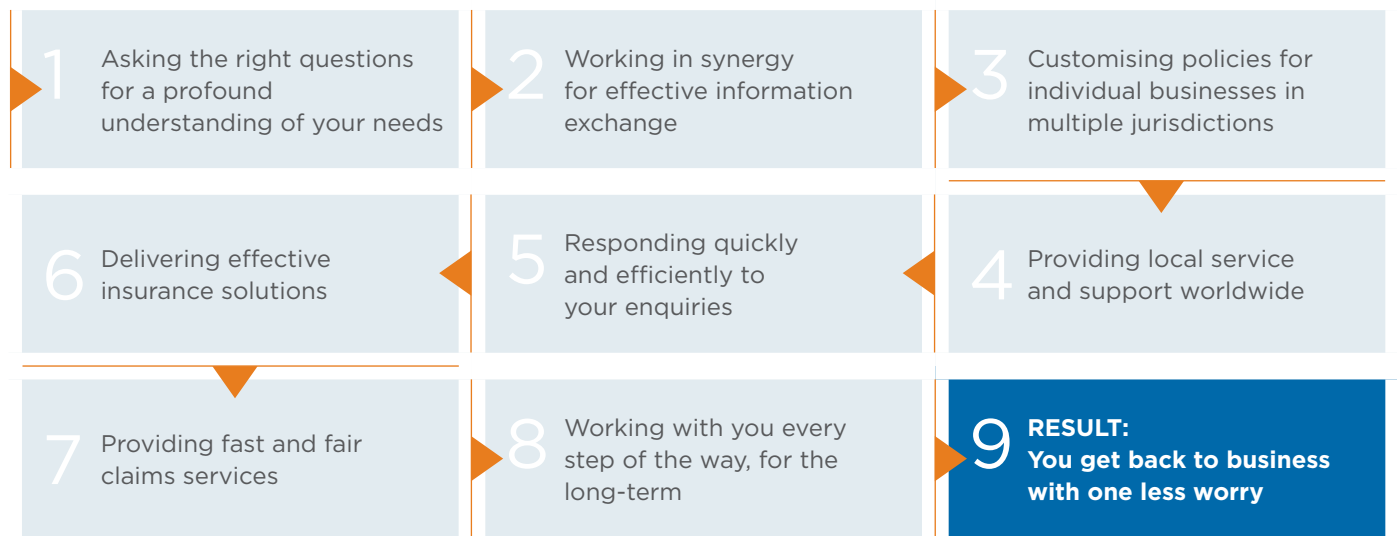 1
Asking the right questions
for a profound
understanding of your needs
2
Working in synergy
for effective information
exchange
3
Customising policies for
individual businesses in
multiple jurisdictions
4
Providing local service
and support worldwide
5
Responding quickly
and efficiently to
your enquiries
6
Delivering effective
insurance solutions
7
Providing fast and fair
claims services
8
Working with you every
step of the way, for the
long-term
9
RESULT:
You get back to business
with one less worry